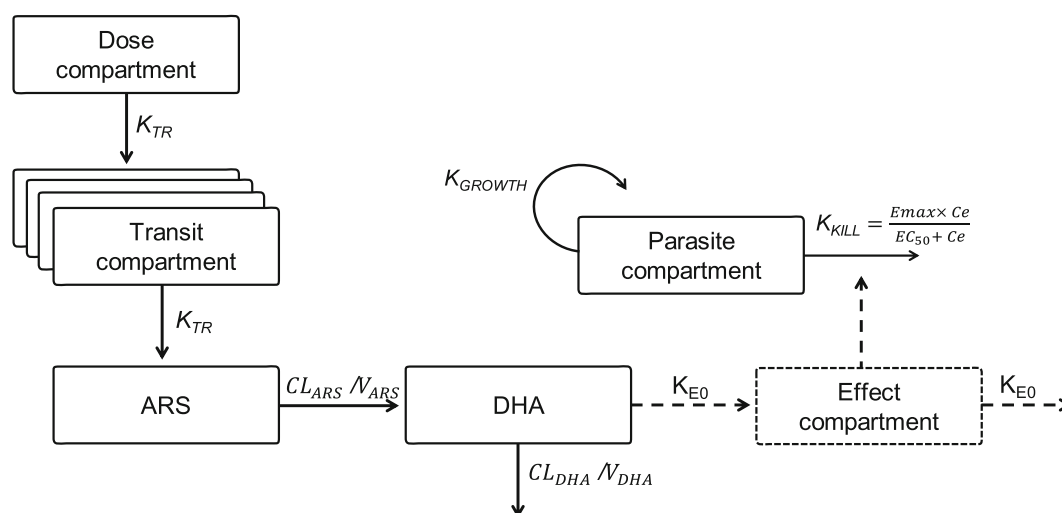 Dose
compartment
K_TR
Transit
compartment
K_TR
ARS
CL_ARS /V_ARS
DHA
CL_DHA /V_DHA
K_E0
Effect
compartment
K_E0
K_GROWTH
Parasite
compartment
K_KILL = Emax× Ce / EC_50 + Ce